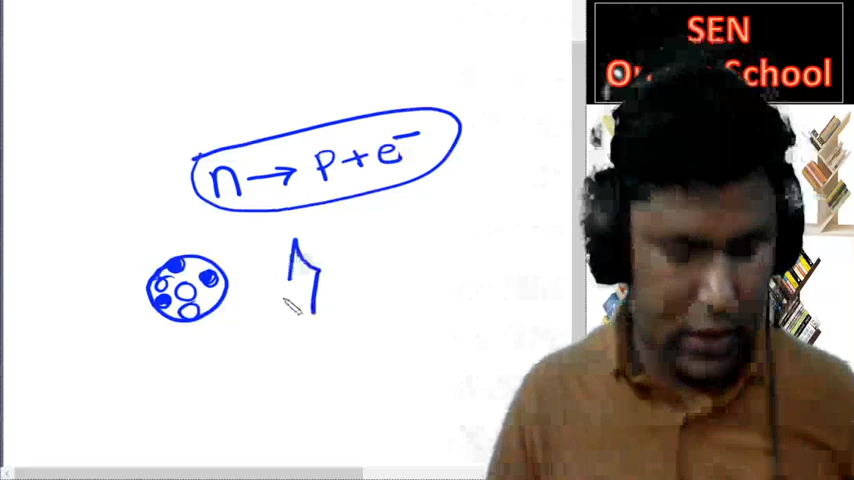 SEN
School
n → p + e⁻